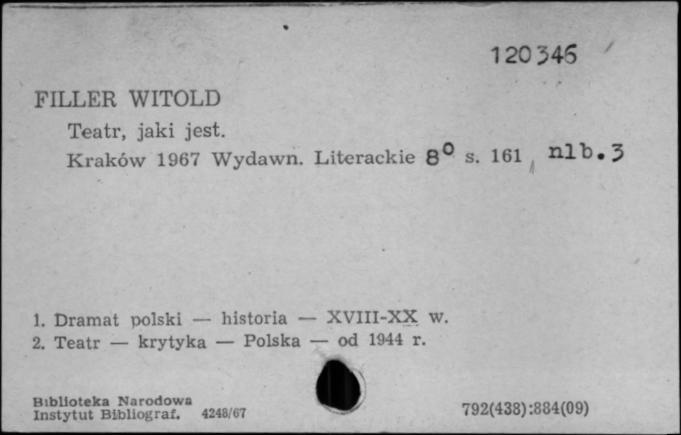 120346
FILLER WITOLD
Teatr, jaki jest.
Kraków 1967 Wydawn. Literackie 8° s. 161, nlb. 3
1. Dramat polski — historia — XVIII-XX w.
2. Teatr — krytyka — Polska — od 1944 r.
Biblioteka Narodowa
Instytut Bibliograf. 4248/67
792(438):884(09)